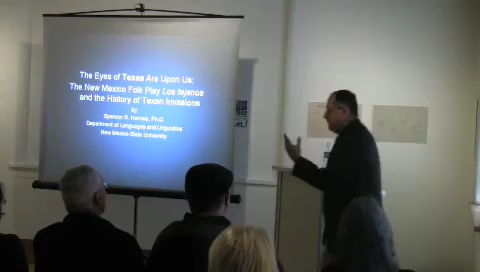 The Eyes of Texas Are Upon Us:
The New Mexico Folk Play Los Tejanos
and the History of Texan Invasions
by
Spencer R. Herrera, Ph.D.
Department of Languages and Linguistics
New Mexico State University